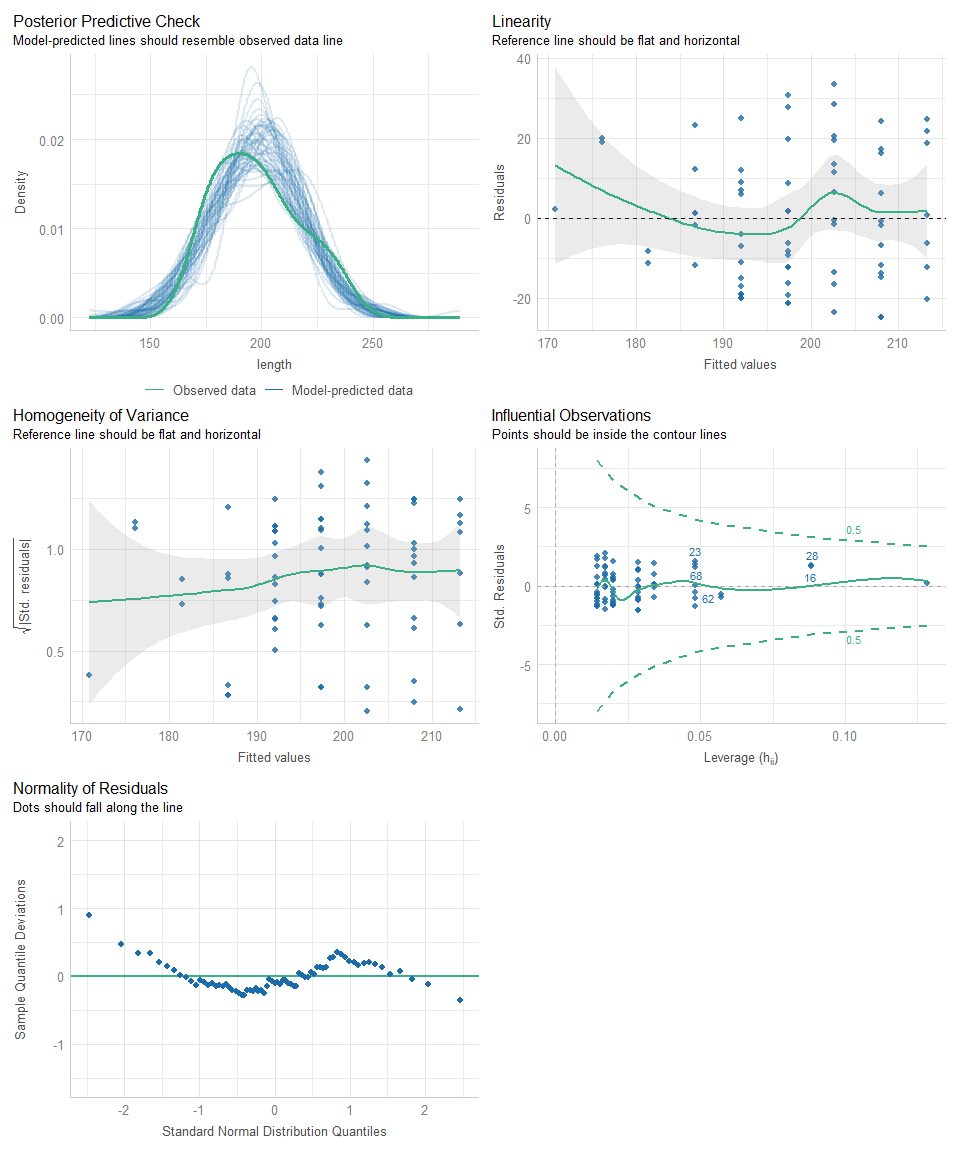 Posterior Predictive Check
Model-predicted lines should resemble observed data line
Density
0.02
0.01
0.00
150
200
250
length
Observed data
Model-predicted data
Linearity
Reference line should be flat and horizontal
Residuals
40
20
0
-20
170
180
190
200
210
Fitted values
Homogeneity of Variance
Reference line should be flat and horizontal
√|Std. residuals|
1.0
0.5
170
180
190
200
210
Fitted values
Influential Observations
Points should be inside the contour lines
Std. Residuals
5
0
-5
0.5
23
28
68
16
62
0.5
0.00
0.05
0.10
Leverage (hii)
Normality of Residuals
Dots should fall along the line
Sample Quantile Deviations
2
1
0
-1
-2
-1
0
1
2
Standard Normal Distribution Quantiles